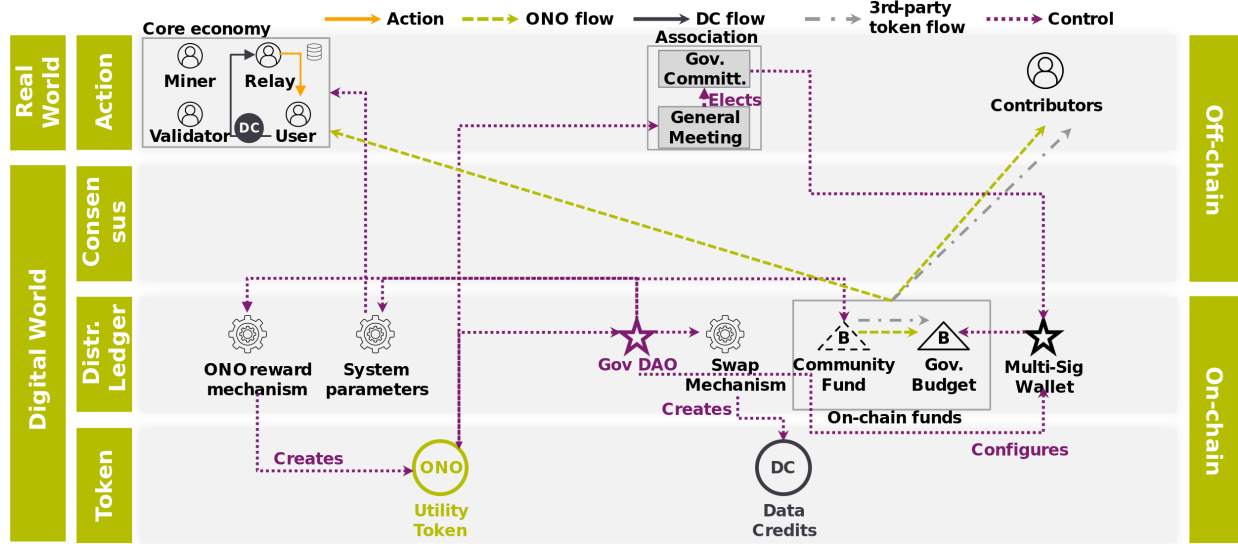 Action
ONO flow
DC flow
3rd-party
token flow
Control
Real
World
Action
Core economy
Miner
Relay
Validator
DC
User
Association
Gov.
Committ.
Elects
General
Meeting
Contributors
Off-chain
Digital World
Consen
sus
Distr.
Ledger
ONO reward
mechanism
System
parameters
Gov DAO
Swap
Mechanism
B
Community
Fund
B
Gov.
Budget
Multi-Sig
Wallet
On-chain funds
On-chain
Creates
Configures
Token
Creates
ONO
Utility
Token
DC
Data
Credits